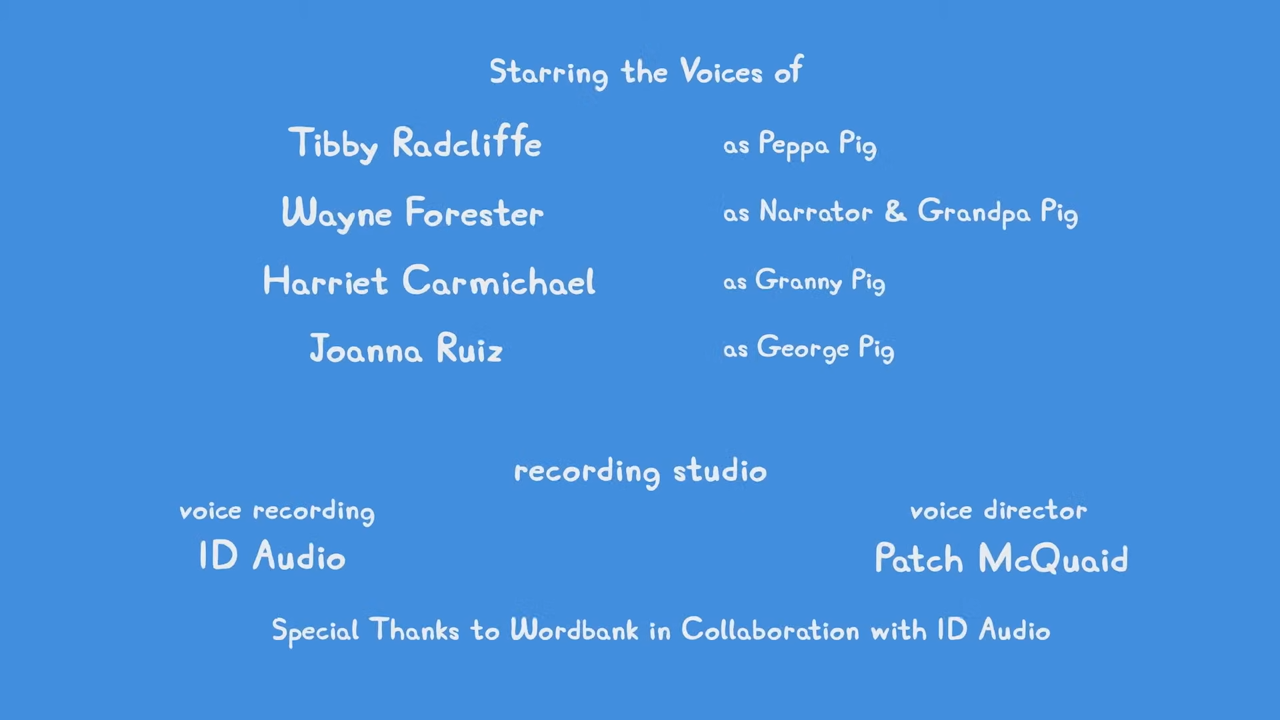 Starring the Voices of
Tibby Radcliffe as Peppa Pig
Wayne Forester as Narrator & Grandpa Pig
Harriet Carmichael as Granny Pig
Joanna Ruiz as George Pig
recording studio
voice recording voice director
ID Audio Patch McQuaid
Special Thanks to Wordbank in Collaboration with ID Audio